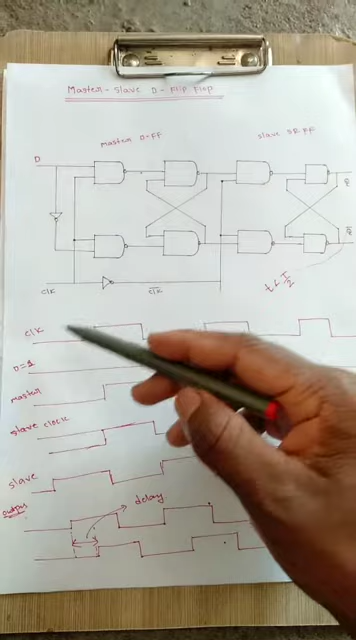 Master-Slave D-Flip Flop
master D-FF
slave SR FF
D
Q
Q̅
CLK
C̅L̅K̅
t < T/2
CLK
D=1
master
slave clock
slave
output
delay